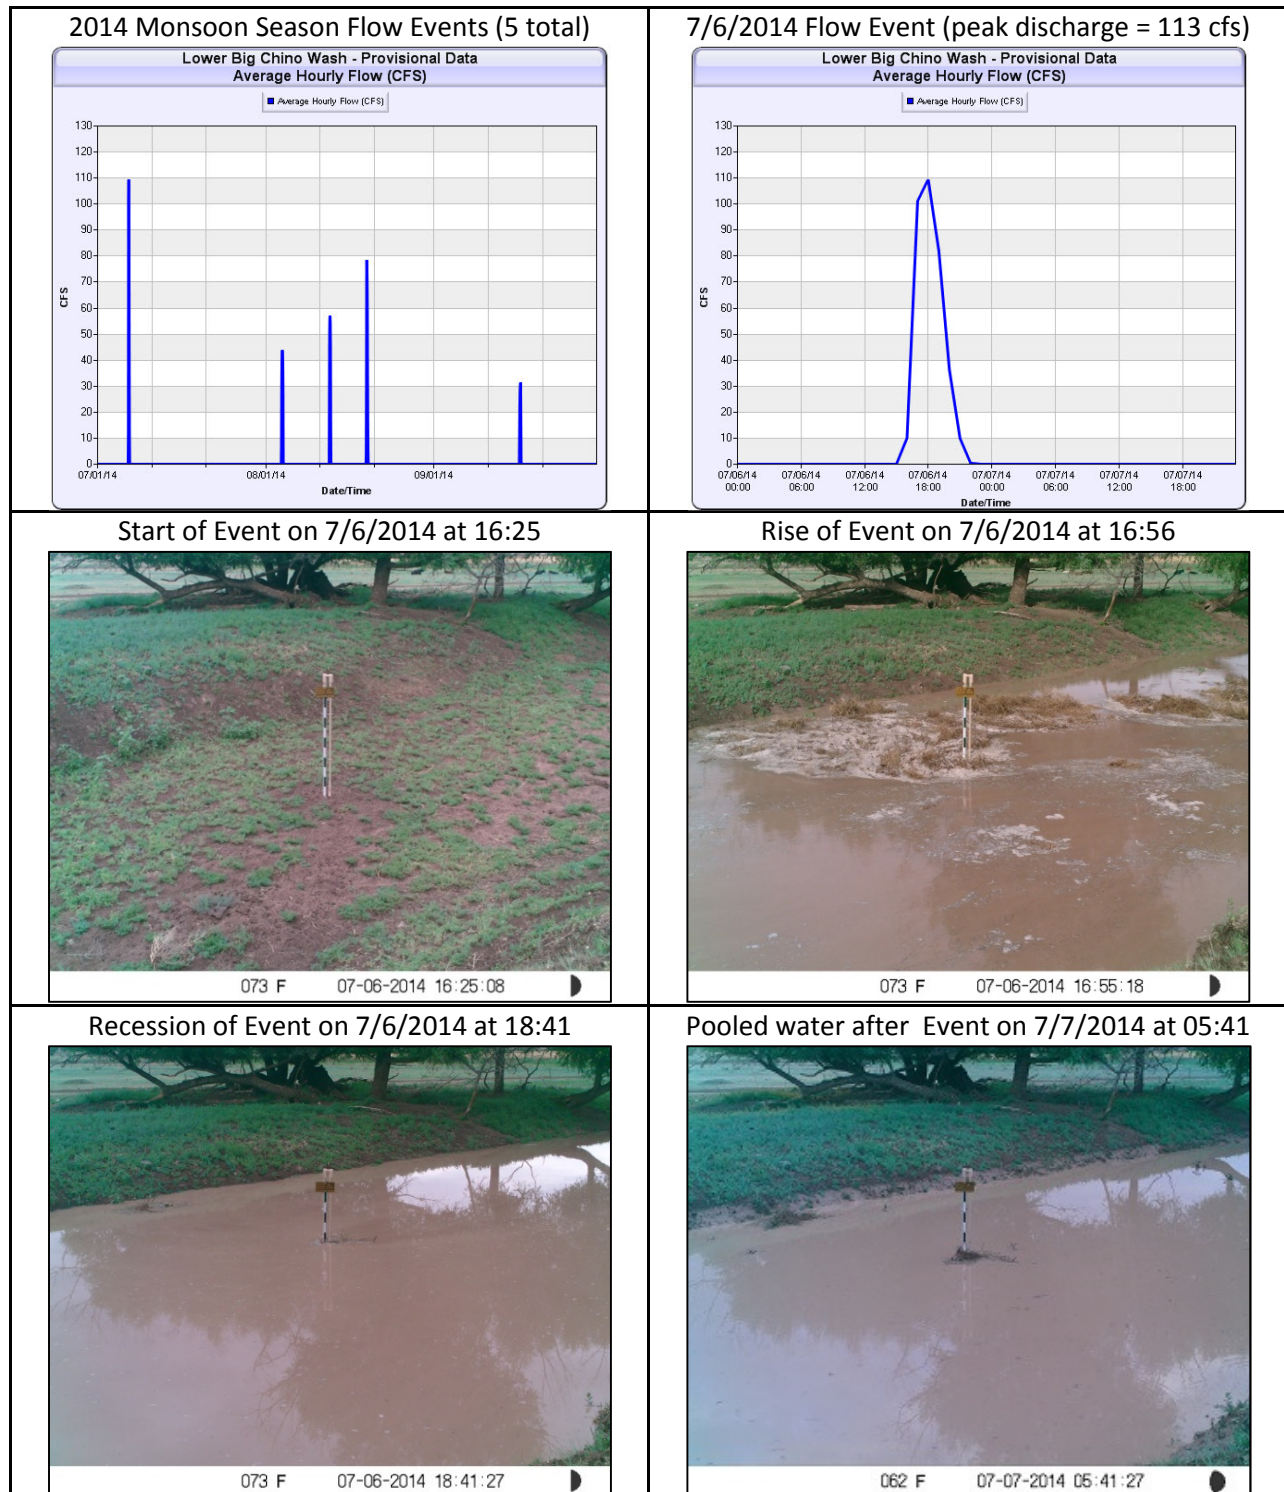 2014 Monsoon Season Flow Events (5 total)
Lower Big Chino Wash - Provisional Data
Average Hourly Flow (CFS)
Average Hourly Flow (CFS)
130
120
110
100
90
80
70
60
50
40
30
20
10
0
CFS
07/01/14 08/01/14 09/01/14
Date/Time
7/6/2014 Flow Event (peak discharge = 113 cfs)
Lower Big Chino Wash - Provisional Data
Average Hourly Flow (CFS)
Average Hourly Flow (CFS)
130
120
110
100
90
80
70
60
50
40
30
20
10
0
CFS
07/06/14 07/06/14 07/06/14 07/06/14 07/07/14 07/07/14 07/07/14 07/07/14
00:00 06:00 12:00 18:00 00:00 06:00 12:00 18:00
Date/Time
Start of Event on 7/6/2014 at 16:25
073 F 07-06-2014 16:25:08
Rise of Event on 7/6/2014 at 16:56
073 F 07-06-2014 16:55:18
Recession of Event on 7/6/2014 at 18:41
073 F 07-06-2014 18:41:27
Pooled water after Event on 7/7/2014 at 05:41
062 F 07-07-2014 05:41:27